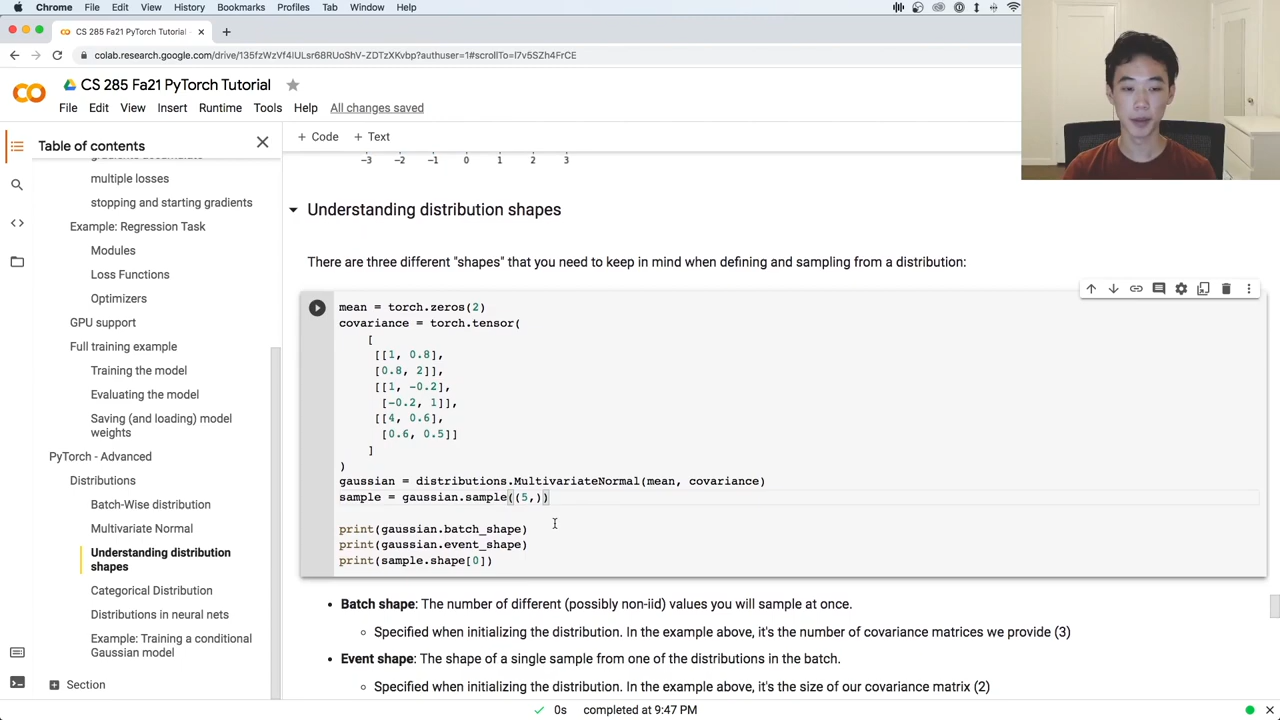 Chrome File Edit View History Bookmarks Profiles Tab Window Help
CS 285 Fa21 PyTorch Tutorial
colab.research.google.com/drive/135fzWzVf4lULsr68RUoShV-ZDTzXKvbp?authuser=1#scrollTo=I7v5SZh4FrCE
CS 285 Fa21 PyTorch Tutorial
File Edit View Insert Runtime Tools Help All changes saved
Table of contents
+ Code + Text
gradients accumulate
multiple losses
stopping and starting gradients
Example: Regression Task
Modules
Loss Functions
Optimizers
GPU support
Full training example
Training the model
Evaluating the model
Saving (and loading) model
weights
PyTorch - Advanced
Distributions
Batch-Wise distribution
Multivariate Normal
Understanding distribution
shapes
Categorical Distribution
Distributions in neural nets
Example: Training a conditional
Gaussian model
Section
−3 −2 −1 0 1 2 3
Understanding distribution shapes
There are three different "shapes" that you need to keep in mind when defining and sampling from a distribution:
mean = torch.zeros(2)
covariance = torch.tensor(
[
[[1, 0.8],
[0.8, 2]],
[[1, -0.2],
[-0.2, 1]],
[[4, 0.6],
[0.6, 0.5]]
]
)
gaussian = distributions.MultivariateNormal(mean, covariance)
sample = gaussian.sample((5,))
print(gaussian.batch_shape)
print(gaussian.event_shape)
print(sample.shape[0])
• Batch shape: The number of different (possibly non-iid) values you will sample at once.
◦ Specified when initializing the distribution. In the example above, it's the number of covariance matrices we provide (3)
• Event shape: The shape of a single sample from one of the distributions in the batch.
◦ Specified when initializing the distribution. In the example above, it's the size of our covariance matrix (2)
0s completed at 9:47 PM